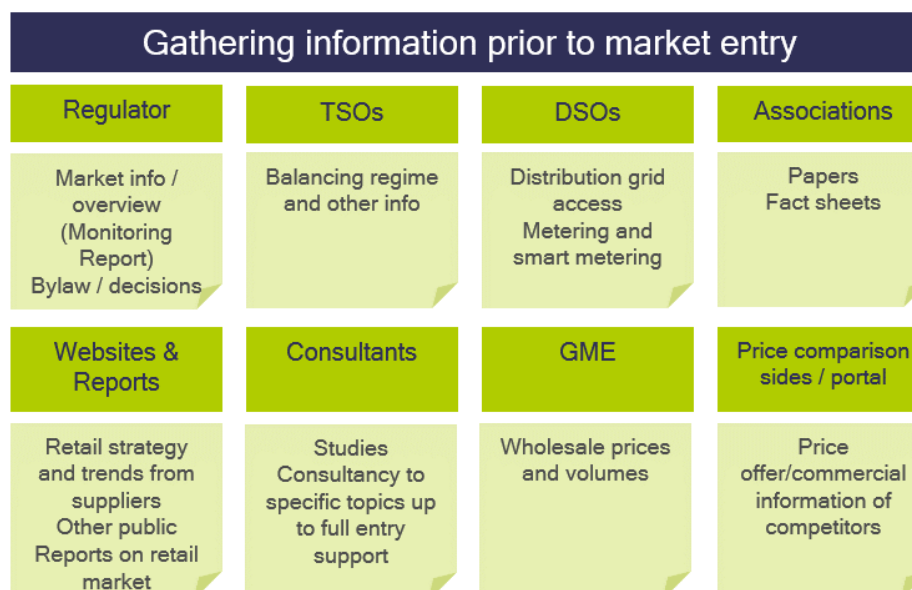 Gathering information prior to market entry
Regulator
Market info /
overview
(Monitoring
Report)
Bylaw / decisions
TSOs
Balancing regime
and other info
DSOs
Distribution grid
access
Metering and
smart metering
Associations
Papers
Fact sheets
Websites &
Reports
Retail strategy
and trends from
suppliers
Other public
Reports on retail
market
Consultants
Studies
Consultancy to
specific topics up
to full entry
support
GME
Wholesale prices
and volumes
Price comparison
sides / portal
Price
offer/commercial
information of
competitors